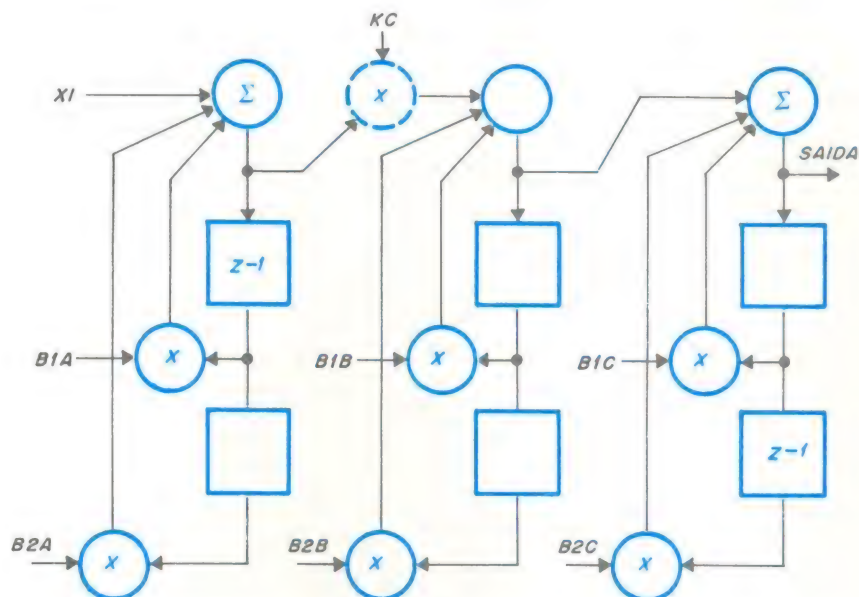 KC
XI
Σ
X
Σ
SAIDA
Z-1
B1A
X
B1B
X
B1C
X
Z-1
B2A
X
B2B
X
B2C
X